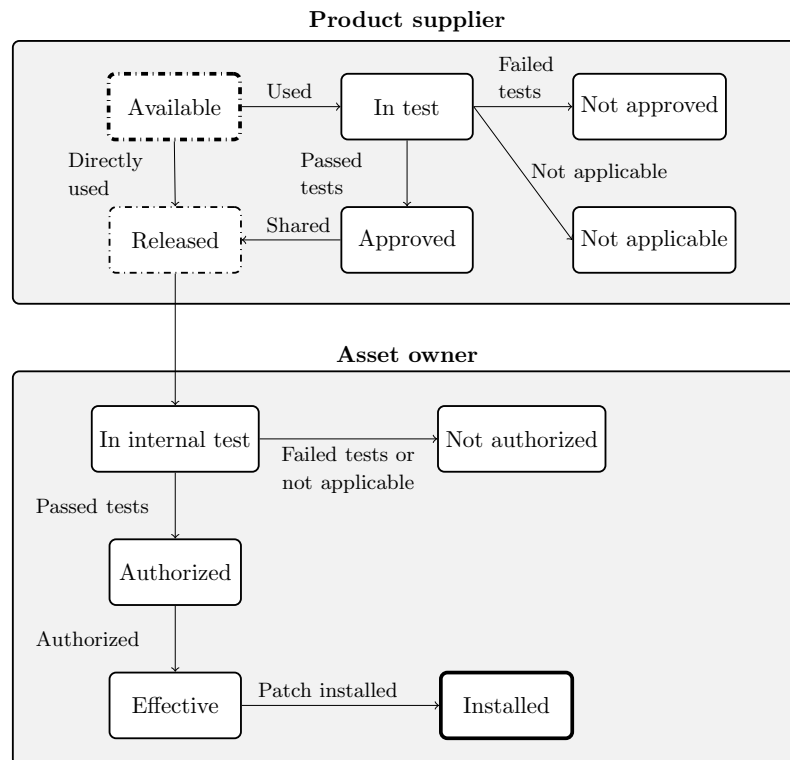 Product supplier
Available
Used
In test
Failed
tests
Not approved
Directly
used
Passed
tests
Not applicable
Released
Shared
Approved
Not applicable
Asset owner
In internal test
Failed tests or
not applicable
Not authorized
Passed tests
Authorized
Authorized
Effective
Patch installed
Installed